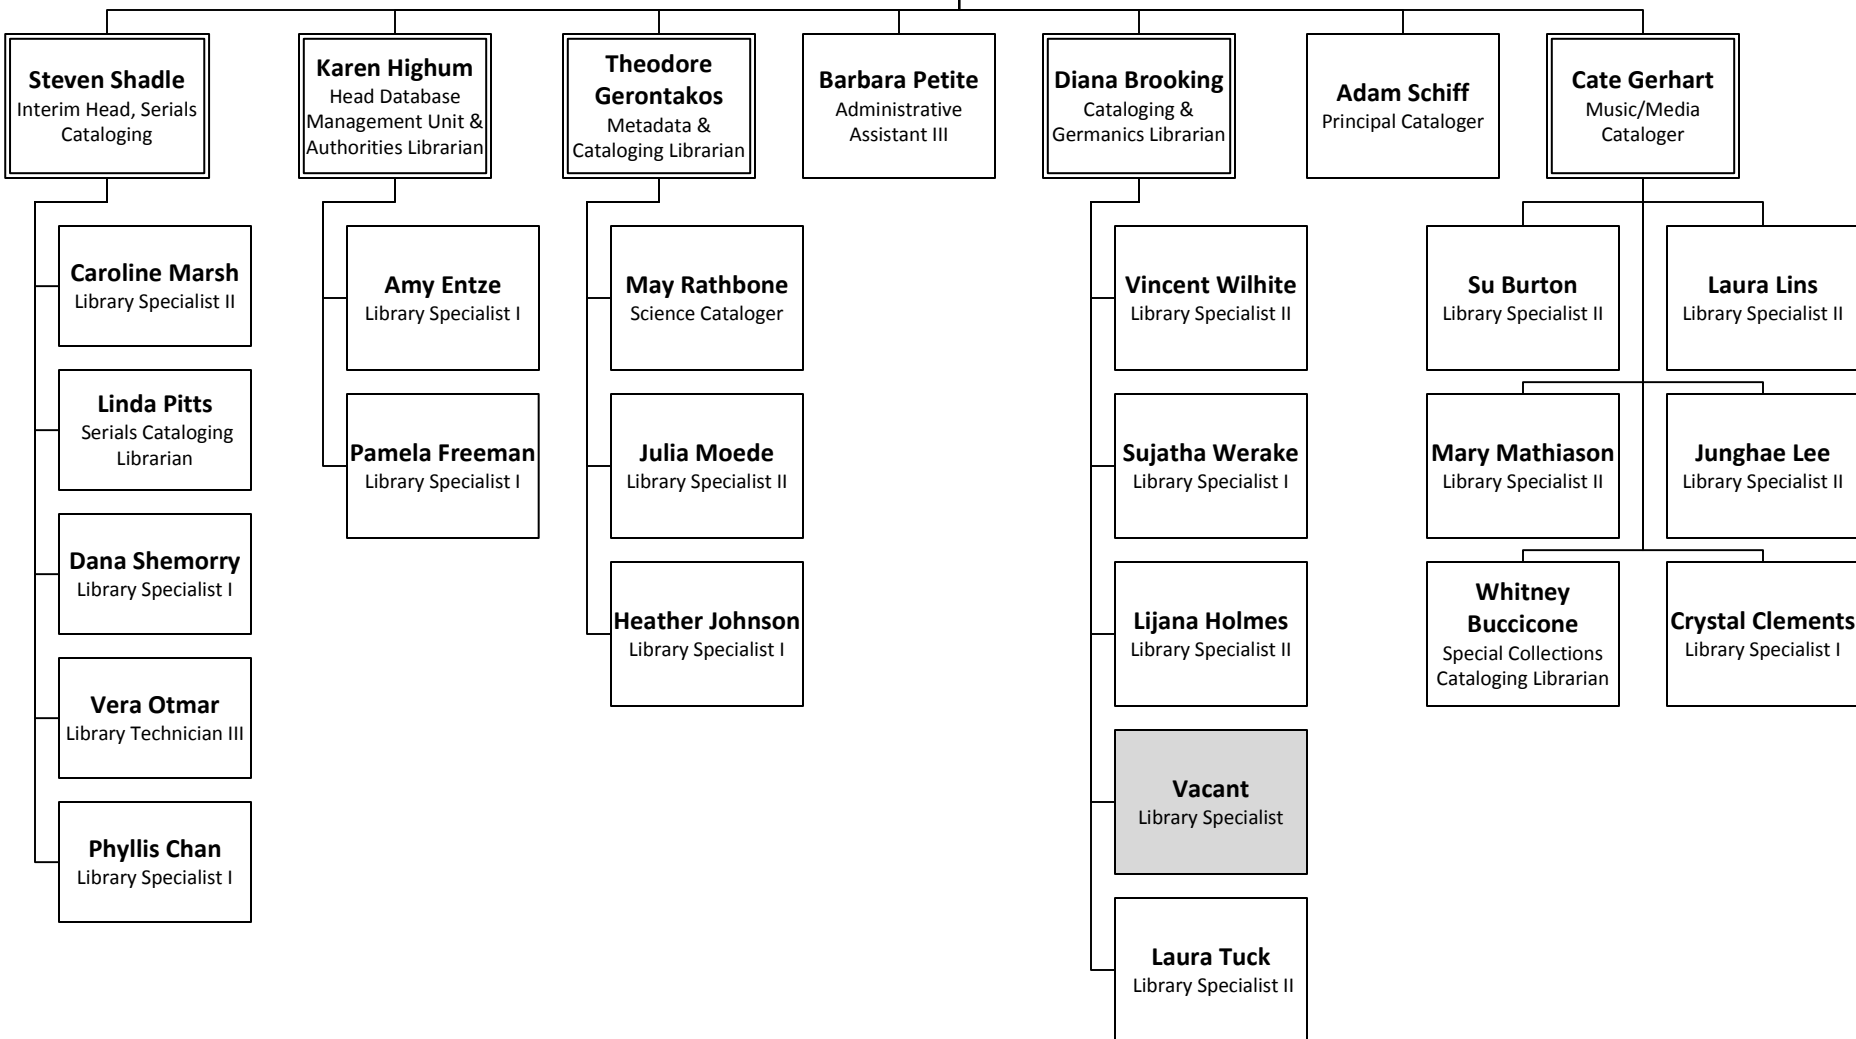 Steven Shadle
Interim Head, Serials
Cataloging
Karen Highum
Head Database
Management Unit &
Authorities Librarian
Theodore
Gerontakos
Metadata &
Cataloging Librarian
Barbara Petite
Administrative
Assistant III
Diana Brooking
Cataloging &
Germanics Librarian
Adam Schiff
Principal Cataloger
Cate Gerhart
Music/Media
Cataloger
Caroline Marsh
Library Specialist II
Linda Pitts
Serials Cataloging
Librarian
Dana Shemorry
Library Specialist I
Vera Otmar
Library Technician III
Phyllis Chan
Library Specialist I
Amy Entze
Library Specialist I
Pamela Freeman
Library Specialist I
May Rathbone
Science Cataloger
Julia Moede
Library Specialist II
Heather Johnson
Library Specialist I
Vincent Wilhite
Library Specialist II
Sujatha Werake
Library Specialist I
Lijana Holmes
Library Specialist II
Vacant
Library Specialist
Laura Tuck
Library Specialist II
Su Burton
Library Specialist II
Laura Lins
Library Specialist II
Mary Mathiason
Library Specialist II
Junghae Lee
Library Specialist II
Whitney
Buccicone
Special Collections
Cataloging Librarian
Crystal Clements
Library Specialist I